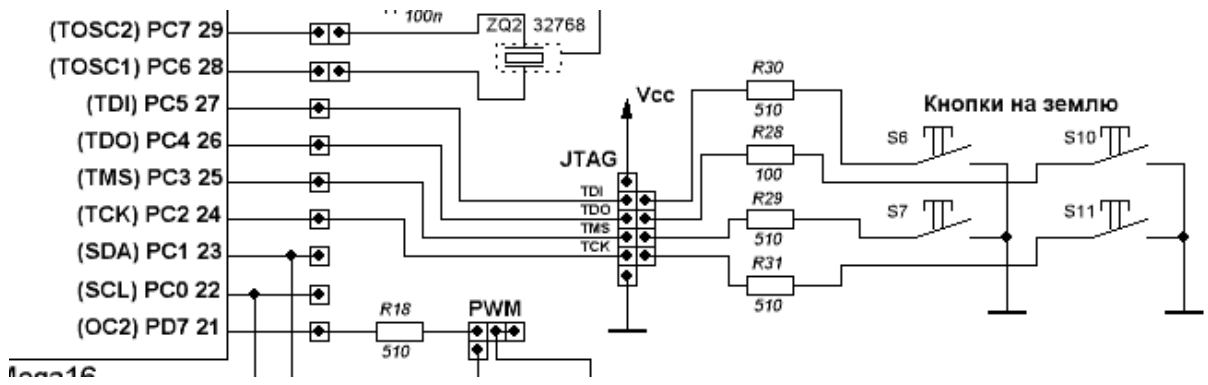 100n
(TOSC2) PC7 29
ZQ2 32768
(TOSC1) PC6 28
R30
(TDI) PC5 27
Vcc
510
Кнопки на землю
R28
(TDO) PC4 26
S6
S10
JTAG
100
(TMS) PC3 25
TDI
R29
(TCK) PC2 24
TDO
S7
S11
TMS
510
(SDA) PC1 23
TCK
R31
(SCL) PC0 22
510
R18
PWM
(OC2) PD7 21
510